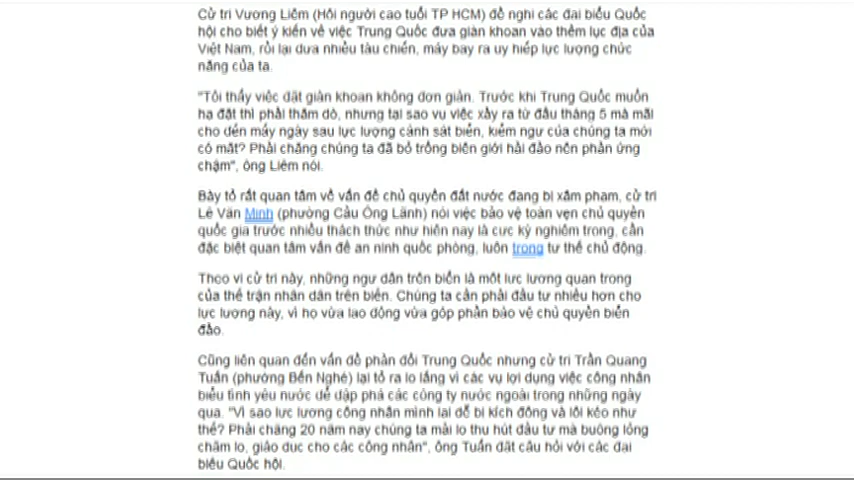 Cử tri Vương Liêm (Hội người cao tuổi TP HCM) đề nghị các đại biểu Quốc
hội cho biết ý kiến về việc Trung Quốc đưa giàn khoan vào thềm lục địa của
Việt Nam, rồi lại đưa nhiều tàu chiến, máy bay ra uy hiếp lực lượng chức
năng của ta.
"Tôi thấy việc đặt giàn khoan không đơn giản. Trước khi Trung Quốc muốn
hạ đặt thì phải thăm dò, nhưng tại sao vụ việc xảy ra từ đầu tháng 5 mà mãi
cho đến mấy ngày sau lực lượng cảnh sát biển, kiểm ngư của chúng ta mới
có mặt? Phải chăng chúng ta đã bỏ trống biên giới hải đảo nên phản ứng
chậm", ông Liêm nói.
Bày tỏ rất quan tâm về vấn đề chủ quyền đất nước đang bị xâm phạm, cử tri
Lê Văn Minh (phường Cầu Ông Lãnh) nói việc bảo vệ toàn vẹn chủ quyền
quốc gia trước nhiều thách thức như hiện nay là cực kỳ nghiêm trọng, cần
đặc biệt quan tâm vấn đề an ninh quốc phòng, luôn trong tư thế chủ động.
Theo vị cử tri này, những ngư dân trên biển là một lực lượng quan trọng
của thế trận nhân dân trên biển. Chúng ta cần phải đầu tư nhiều hơn cho
lực lượng này, vì họ vừa lao động vừa góp phần bảo vệ chủ quyền biển
đảo.
Cũng liên quan đến vấn đề phản đối Trung Quốc nhưng cử tri Trần Quang
Tuấn (phường Bến Nghé) lại tỏ ra lo lắng vì các vụ lợi dụng việc công nhân
biểu tình yêu nước để đập phá các công ty nước ngoài trong những ngày
qua. "Vì sao lực lượng công nhân mình lại dễ bị kích động và lôi kéo như
thế? Phải chăng 20 năm nay chúng ta mải lo thu hút đầu tư mà buông lỏng
chăm lo, giáo dục cho các công nhân", ông Tuấn đặt câu hỏi với các đại
biểu Quốc hội.